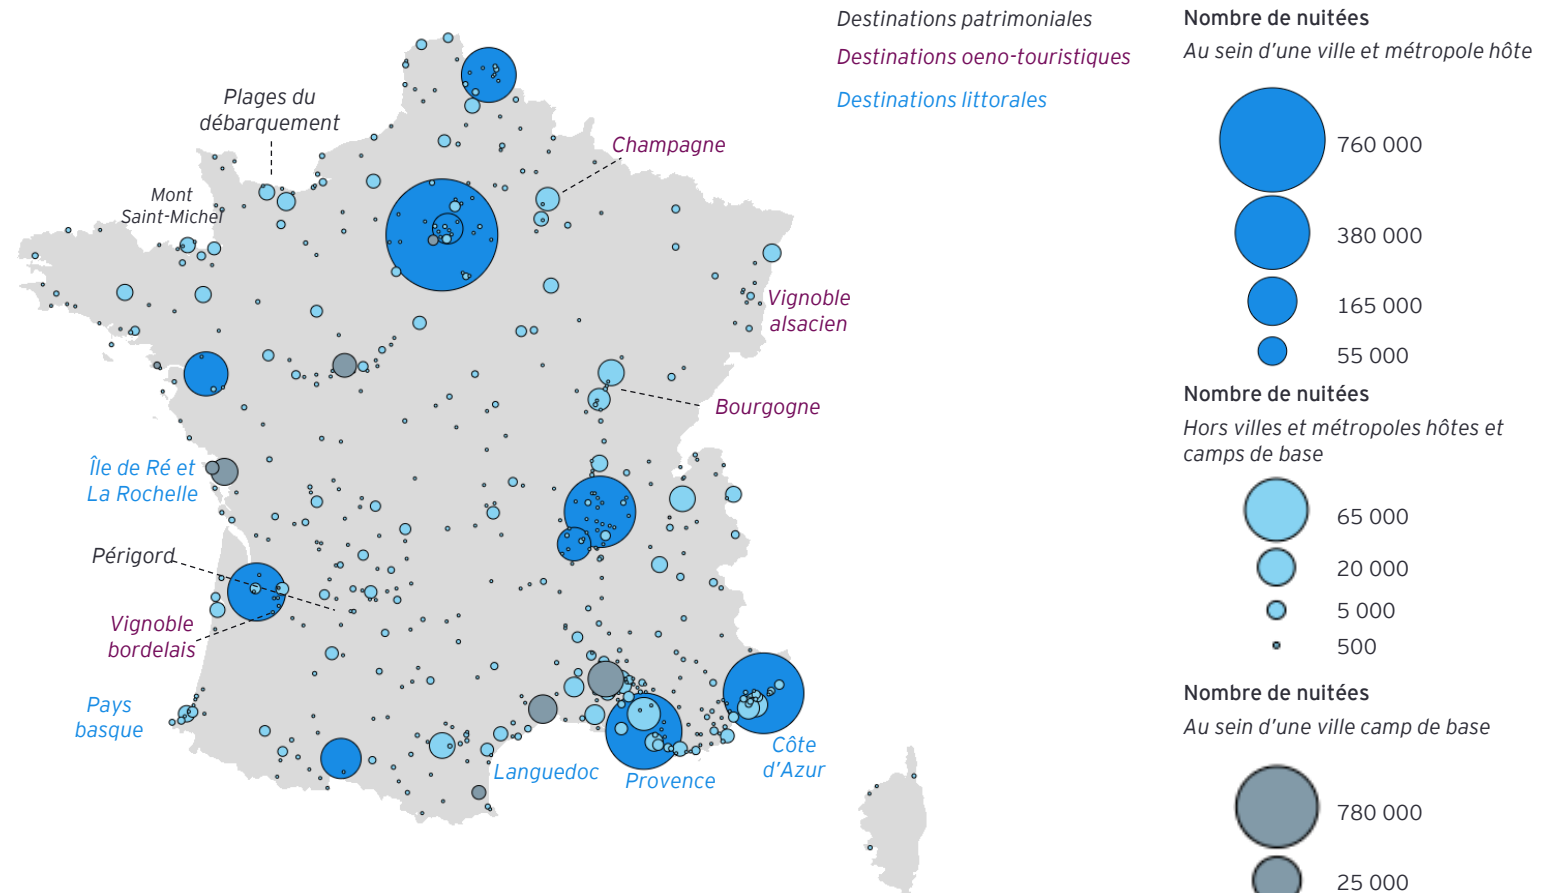 Plages du
débarquement
Mont
Saint-Michel
Champagne
Vignoble
alsacien
Bourgogne
Île de Ré et
La Rochelle
Périgord
Vignoble
bordelais
Pays
basque
Languedoc
Provence
Côte
d'Azur
Destinations patrimoniales
Destinations oeno-touristiques
Destinations littorales
Nombre de nuitées
Au sein d'une ville et métropole hôte
760 000
380 000
165 000
55 000
Nombre de nuitées
Hors villes et métropoles hôtes et
camps de base
65 000
20 000
5 000
500
Nombre de nuitées
Au sein d'une ville camp de base
780 000
25 000